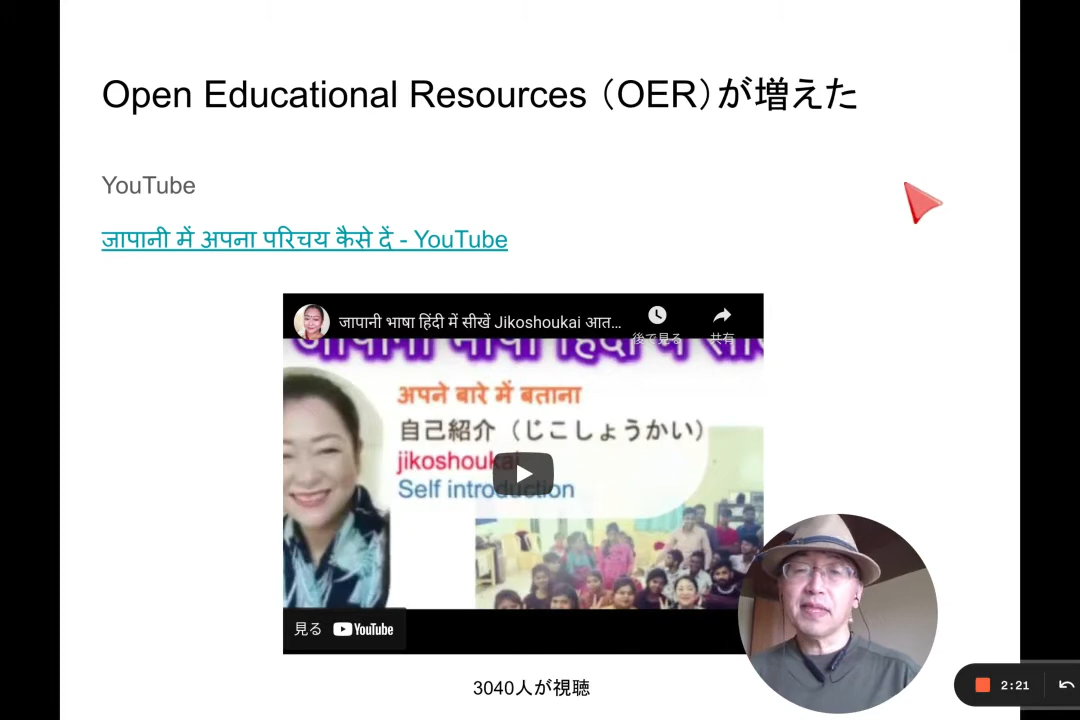 Open Educational Resources （OER）が増えた
YouTube
जापानी में अपना परिचय कैसे दें - YouTube
जापानी भाषा हिंदी में सीखें Jikoshoukai आत...
後で見る
共有
जापानी भाषा हिंदी में सीखें
अपने बारे में बताना
自己紹介（じこしょうかい）
jikoshoukai
Self introduction
見る YouTube
3040人が視聴
2:21